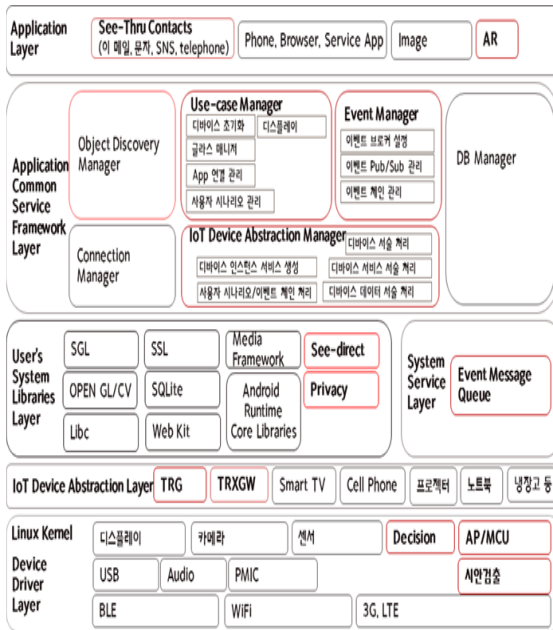 Application
Layer
See-Thru Contacts
(이 메일, 문자, SNS, telephone)
Phone, Browser, Service App
Image
AR
Application
Common
Service
Framework
Layer
Object Discovery
Manager
Connection
Manager
Use-case Manager
디바이스 초기화
디스플레이
글라스 매니저
App 연결 관리
사용자 시나리오 관리
Event Manager
이벤트 브로커 설정
이벤트 Pub/Sub 관리
이벤트 체인 관리
IoT Device Abstraction Manager
디바이스 서술 처리
디바이스 인스턴스 서비스 생성
디바이스 서비스 서술 처리
사용자 시나리오/이벤트 체인 처리
디바이스 데이터 서술 처리
DB Manager
User's
System
Libraries
Layer
SGL
SSL
Media
Framework
See-direct
OPEN GL/CV
SQLite
Android
Runtime
Core Libraries
Privacy
Libc
Web Kit
System
Service
Layer
Event Message
Queue
IoT Device Abstraction Layer
TRG
TRXGW
Smart TV
Cell Phone
프로젝터
노트북
냉장고 등
Linux Kernel
Device
Driver
Layer
디스플레이
카메라
센서
Decision
AP/MCU
USB
Audio
PMIC
시안검출
BLE
WiFi
3G, LTE